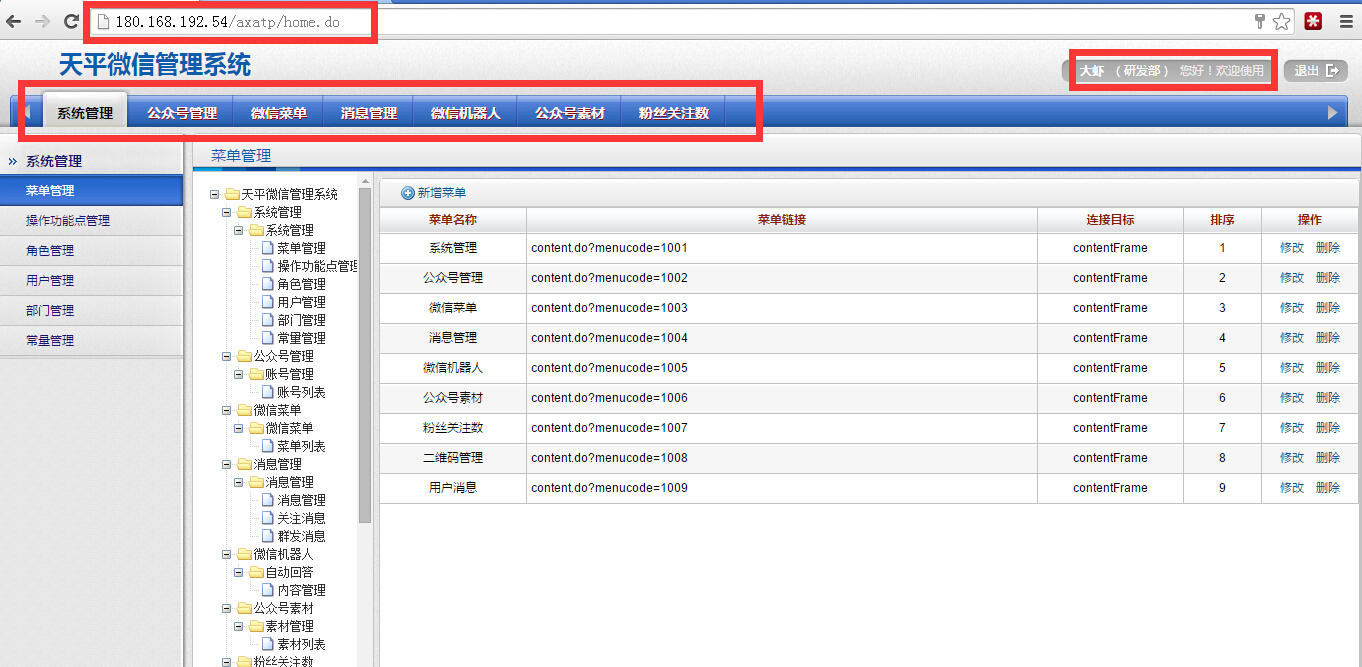 180.168.192.54/axatp/home.do
天平微信管理系统
大虾 （研发部） 您好！欢迎使用 退出
系统管理 公众号管理 微信菜单 消息管理 微信机器人 公众号素材 粉丝关注数
» 系统管理
菜单管理
操作功能点管理
角色管理
用户管理
部门管理
常量管理
菜单管理
天平微信管理系统
系统管理
系统管理
菜单管理
操作功能点管理
角色管理
用户管理
部门管理
常量管理
公众号管理
账号管理
账号列表
微信菜单
微信菜单
菜单列表
消息管理
消息管理
消息管理
关注消息
群发消息
微信机器人
自动回答
内容管理
公众号素材
素材管理
素材列表
粉丝关注数
新增菜单
菜单名称 菜单链接 连接目标 排序 操作
系统管理 content.do?menucode=1001 contentFrame 1 修改 删除
公众号管理 content.do?menucode=1002 contentFrame 2 修改 删除
微信菜单 content.do?menucode=1003 contentFrame 3 修改 删除
消息管理 content.do?menucode=1004 contentFrame 4 修改 删除
微信机器人 content.do?menucode=1005 contentFrame 5 修改 删除
公众号素材 content.do?menucode=1006 contentFrame 6 修改 删除
粉丝关注数 content.do?menucode=1007 contentFrame 7 修改 删除
二维码管理 content.do?menucode=1008 contentFrame 8 修改 删除
用户消息 content.do?menucode=1009 contentFrame 9 修改 删除